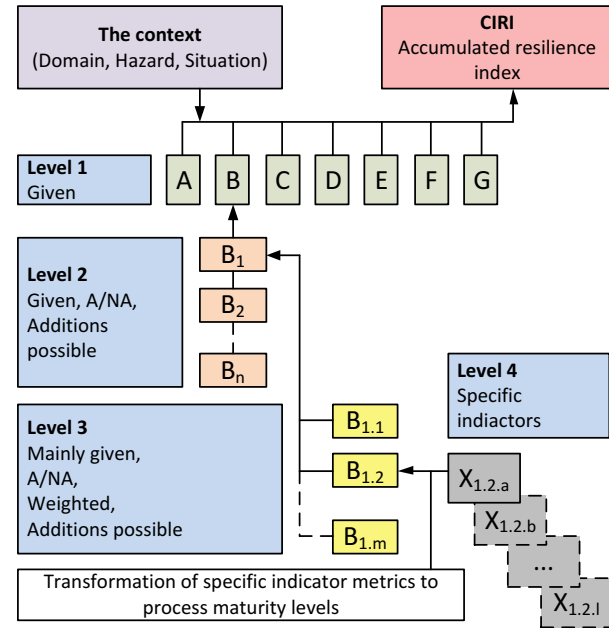 The context
(Domain, Hazard, Situation)
CIRI
Accumulated resilience
index
Level 1
Given
A
B
C
D
E
F
G
Level 2
Given, A/NA,
Additions
possible
B1
B2
Bn
Level 4
Specific
indiactors
Level 3
Mainly given,
A/NA,
Weighted,
Additions possible
B1.1
B1.2
B1.m
X1.2.a
X1.2.b
...
X1.2.l
Transformation of specific indicator metrics to
process maturity levels